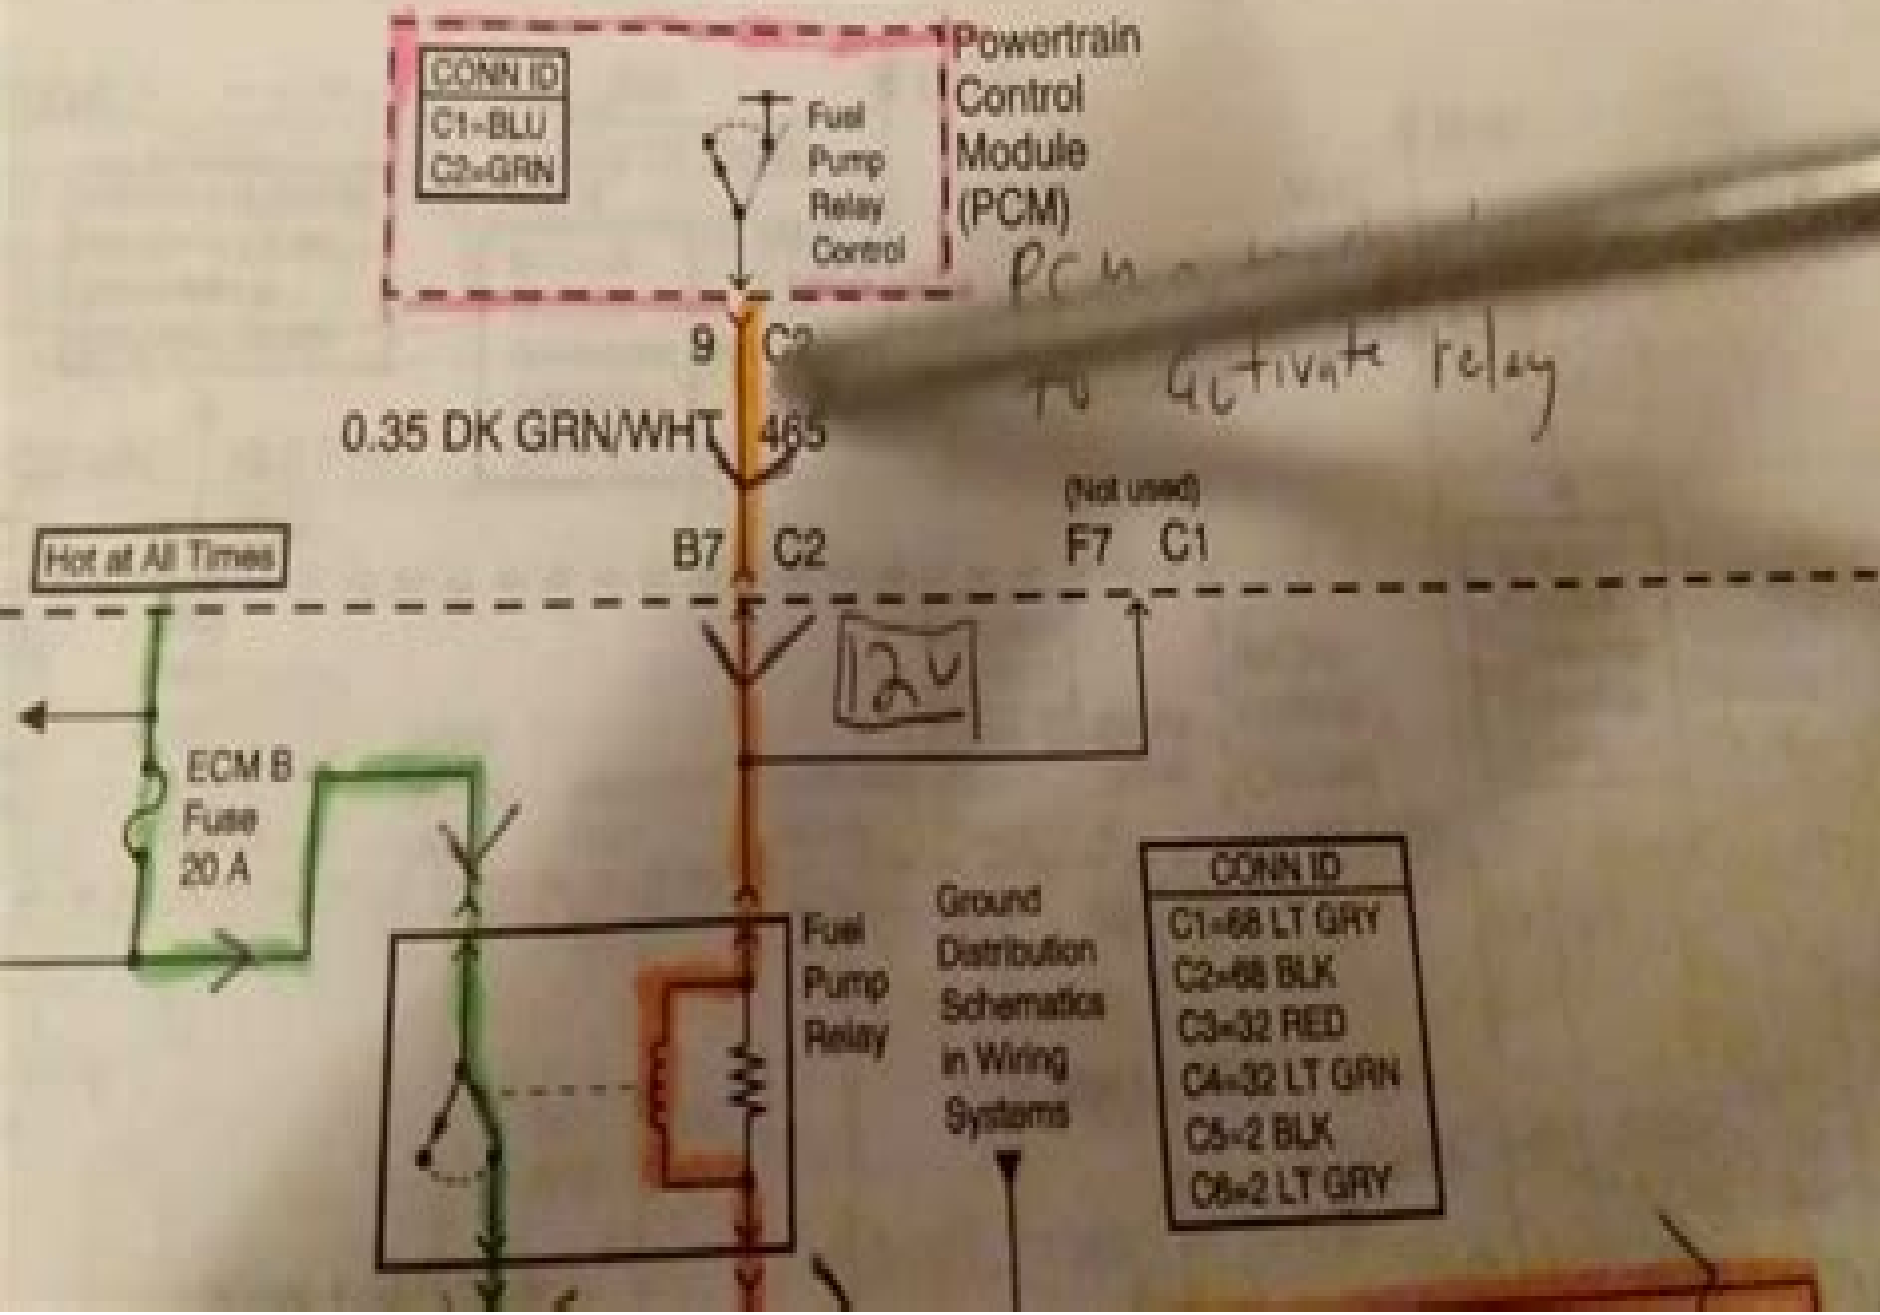 CONN ID
C1=BLU
C2=GRN
Fuel
Pump
Relay
Control
Powertrain
Control
Module
(PCM)
PCM
to activate relay
9 C2
0.35 DK GRN/WHT 465
B7 C2
(Not used)
F7 C1
Hot at All Times
12v
ECM B
Fuse
20 A
Fuel
Pump
Relay
Ground
Distribution
Schematics
in Wiring
Systems
CONN ID
C1=68 LT GRY
C2=68 BLK
C3=32 RED
C4=32 LT GRN
C5=2 BLK
C6=2 LT GRY